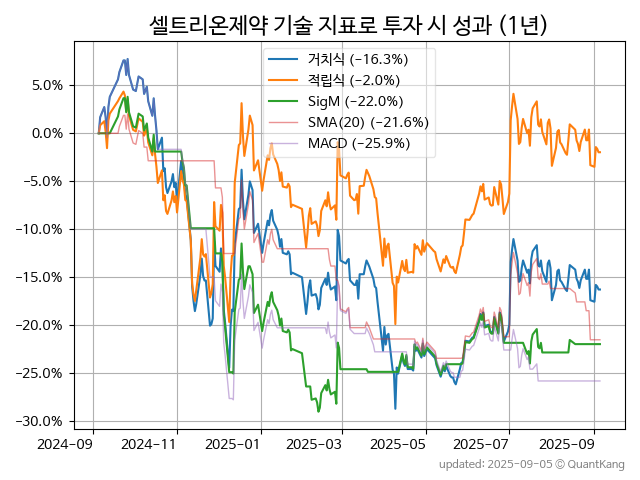 셀트리온제약 기술 지표로 투자 시 성과 (1년)
거치식 (−16.3%)
적립식 (−2.0%)
SigM (−22.0%)
SMA(20) (−21.6%)
MACD (−25.9%)
5.0%
0.0%
−5.0%
−10.0%
−15.0%
−20.0%
−25.0%
−30.0%
2024-09 2024-11 2025-01 2025-03 2025-05 2025-07 2025-09
updated: 2025-09-05 © QuantKang